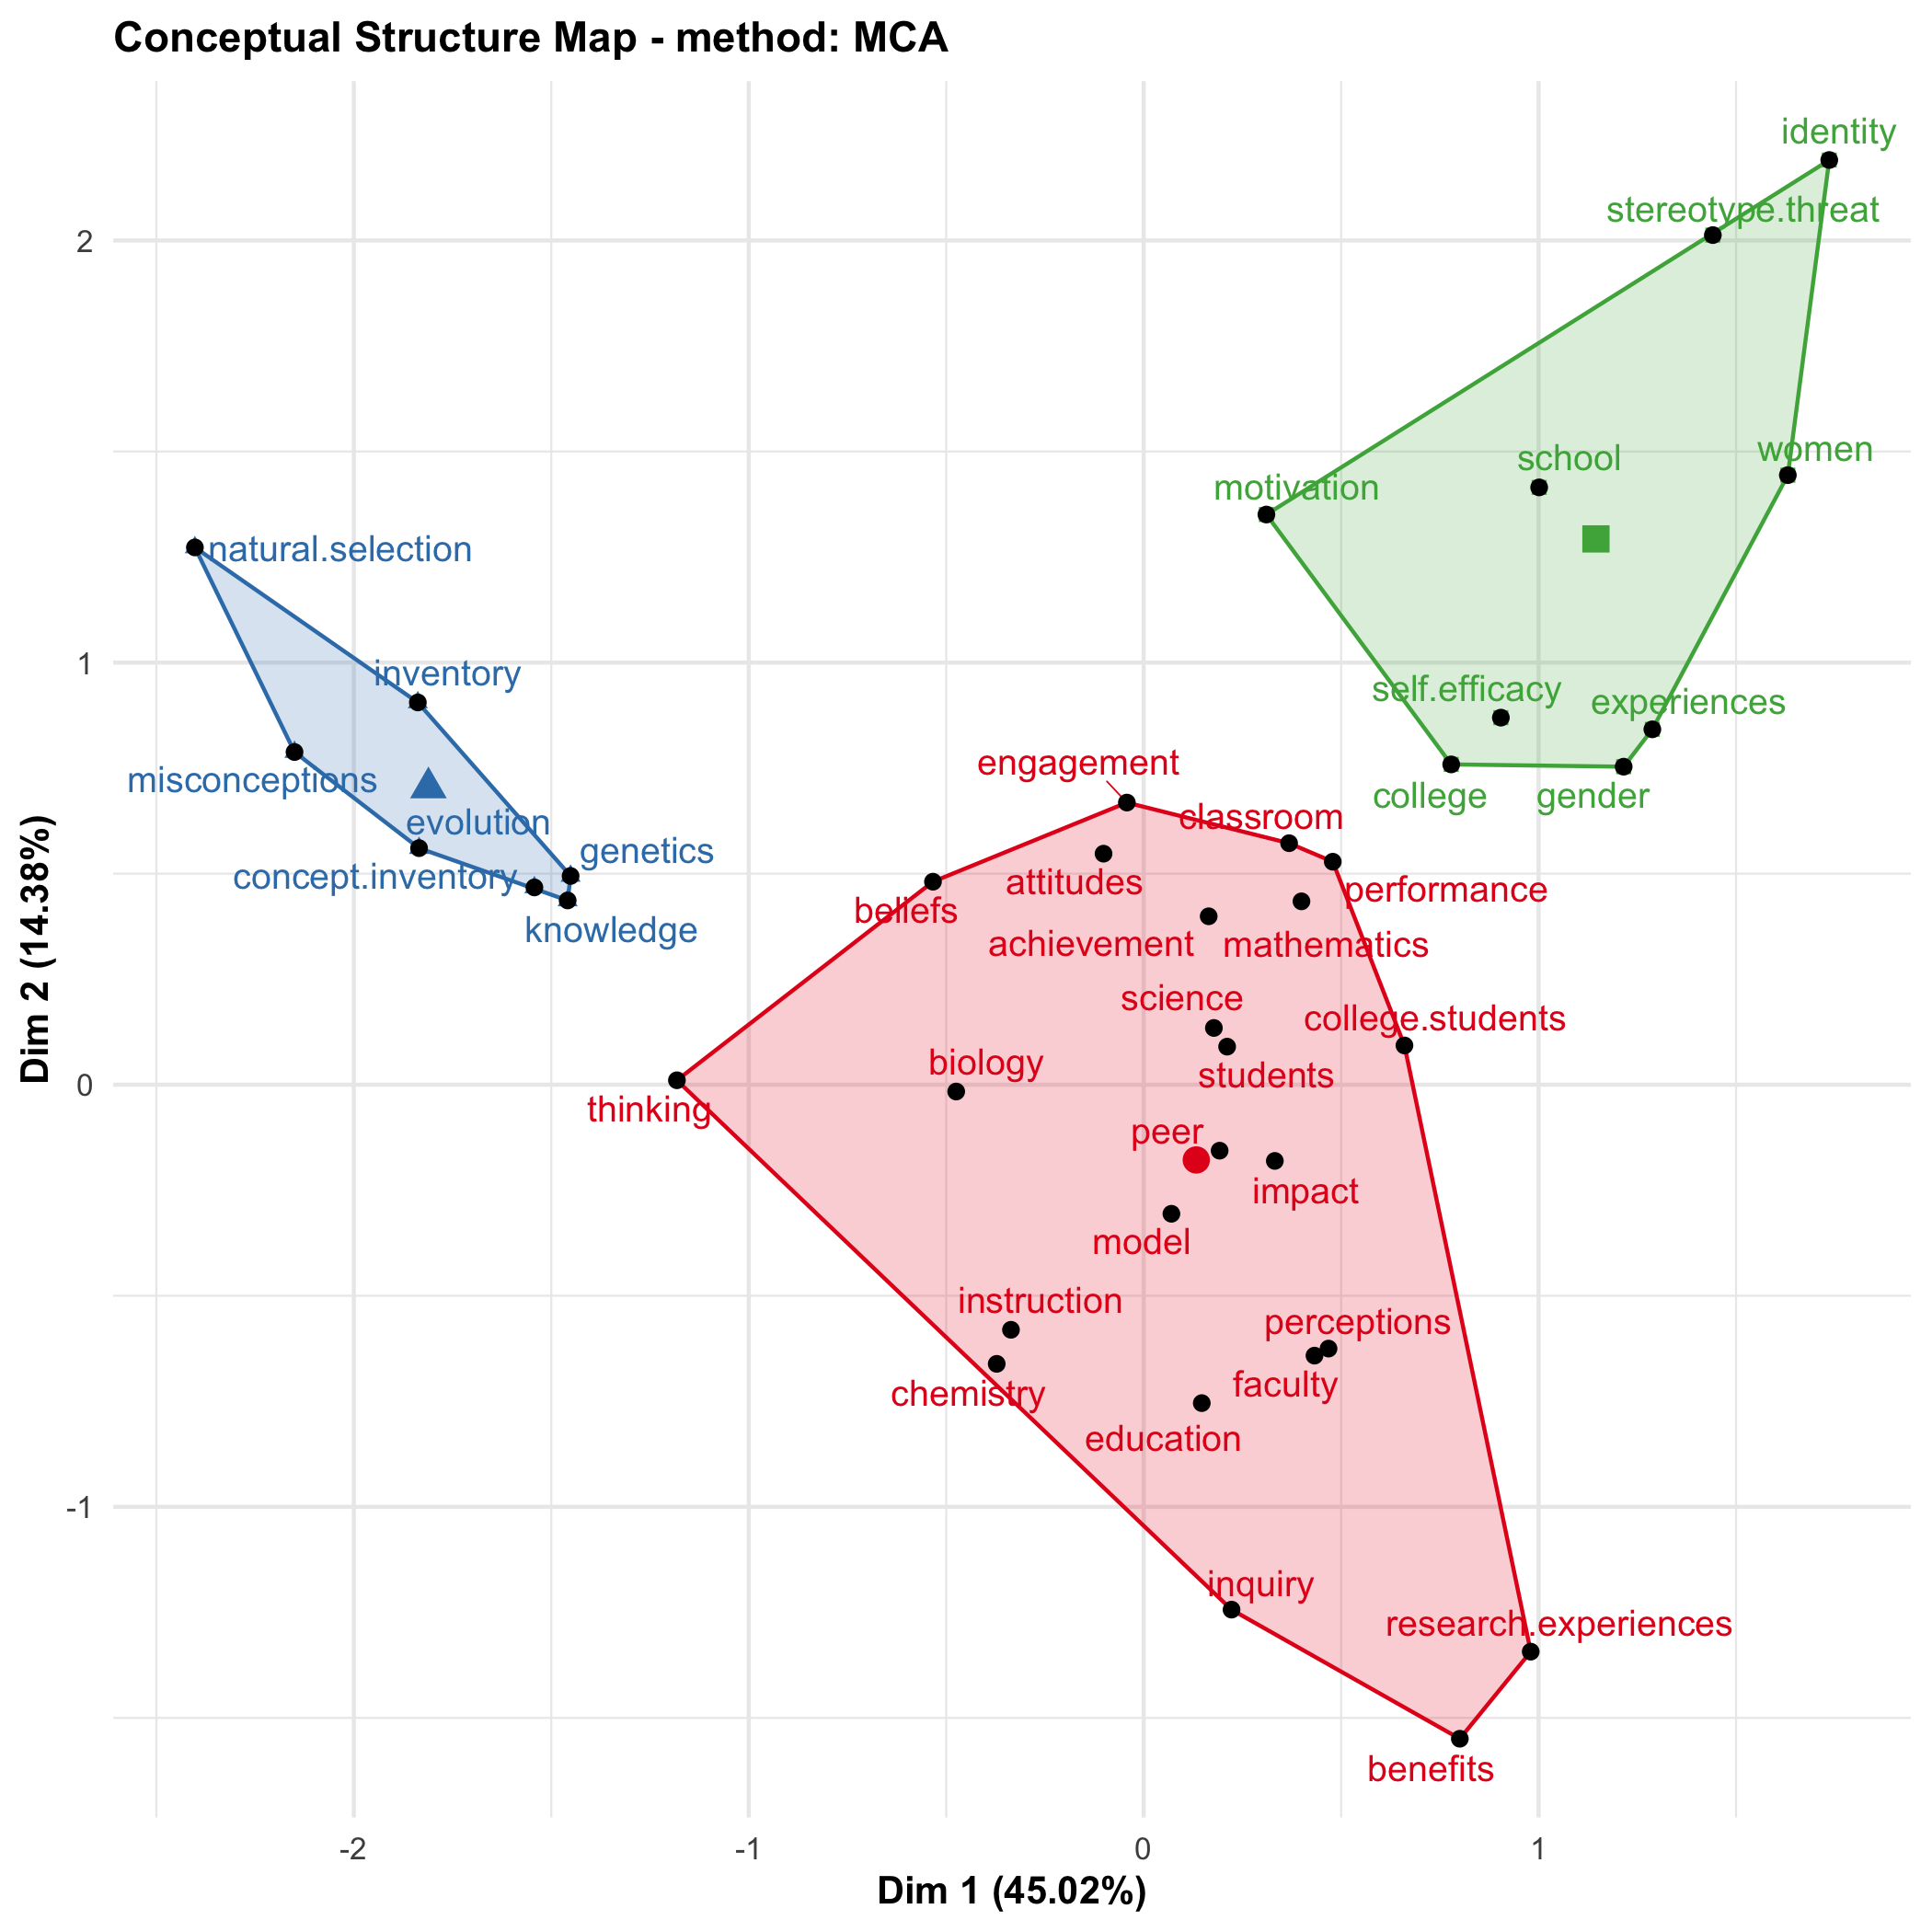 Conceptual Structure Map - method: MCA
identity
stereotype.threat
women
school
motivation
natural.selection
inventory
self.efficacy
experiences
engagement
misconceptions
college
gender
evolution
classroom
genetics
concept.inventory
attitudes
performance
beliefs
knowledge
achievement
mathematics
science
college.students
biology
students
thinking
peer
impact
model
instruction
perceptions
faculty
chemistry
education
inquiry
research.experiences
benefits
2
1
0
-1
Dim 2 (14.38%)
-2
-1
0
1
Dim 1 (45.02%)